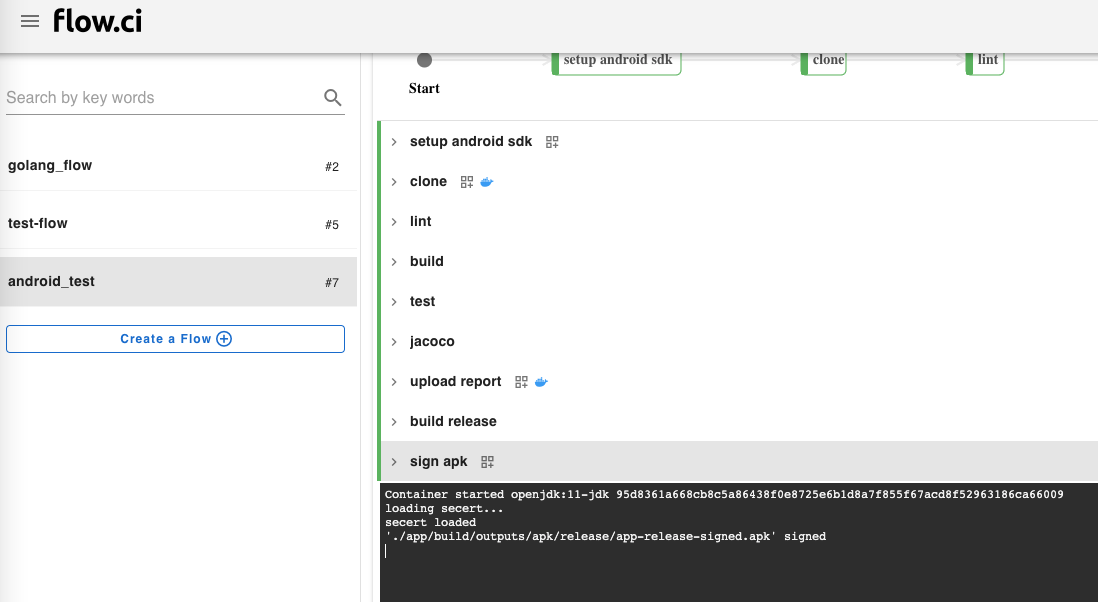 flow.ci
Search by key words
golang_flow #2
test-flow #5
android_test #7
Create a Flow
setup android sdk clone lint
Start
setup android sdk
clone
lint
build
test
jacoco
upload report
build release
sign apk
Container started openjdk:11-jdk 95d8361a668cb8c5a86438f0e8725e6b1d8a7f855f67acd8f52963186ca66009
loading secert...
secert loaded
'./app/build/outputs/apk/release/app-release-signed.apk' signed